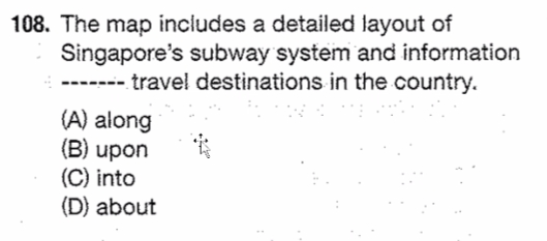 108. The map includes a detailed layout of
Singapore's subway system and information
------- travel destinations in the country.
(A) along
(B) upon
(C) into
(D) about